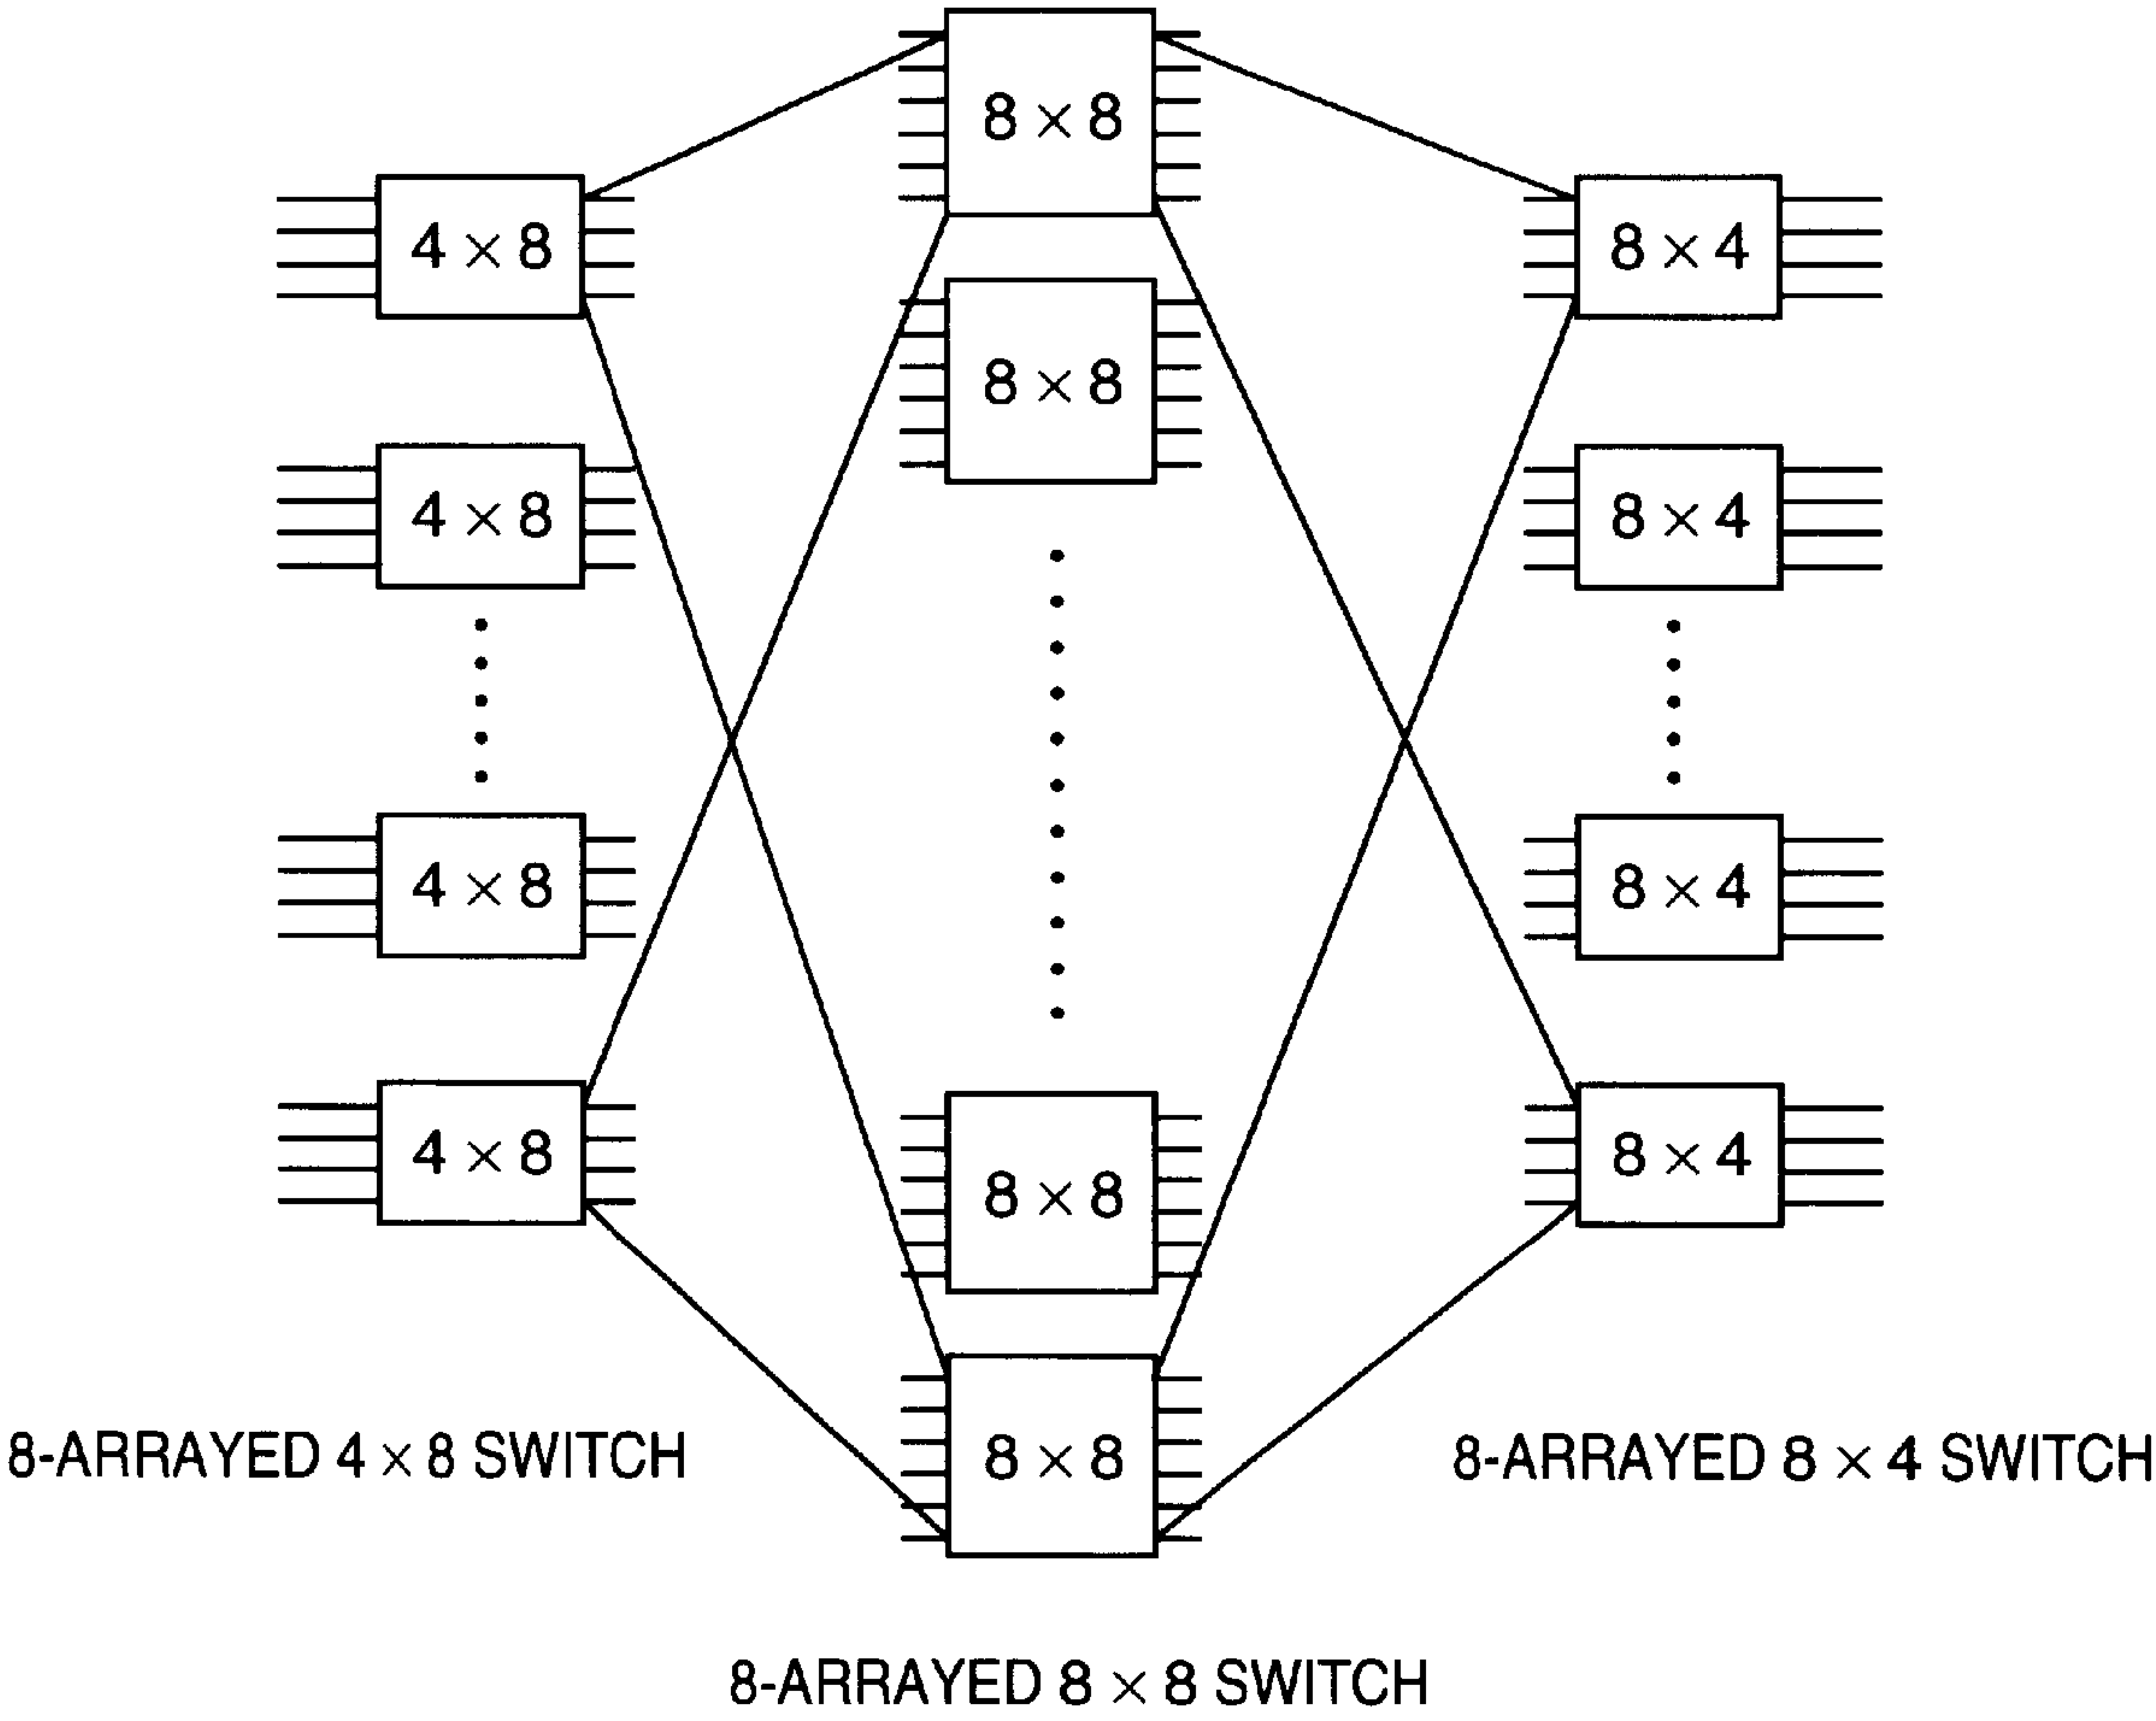 8 × 8
4 × 8
8 × 4
8 × 8
4 × 8
8 × 4
4 × 8
8 × 4
4 × 8
8 × 4
8 × 8
8 × 8
8-ARRAYED 4 × 8 SWITCH
8-ARRAYED 8 × 4 SWITCH
8-ARRAYED 8 × 8 SWITCH